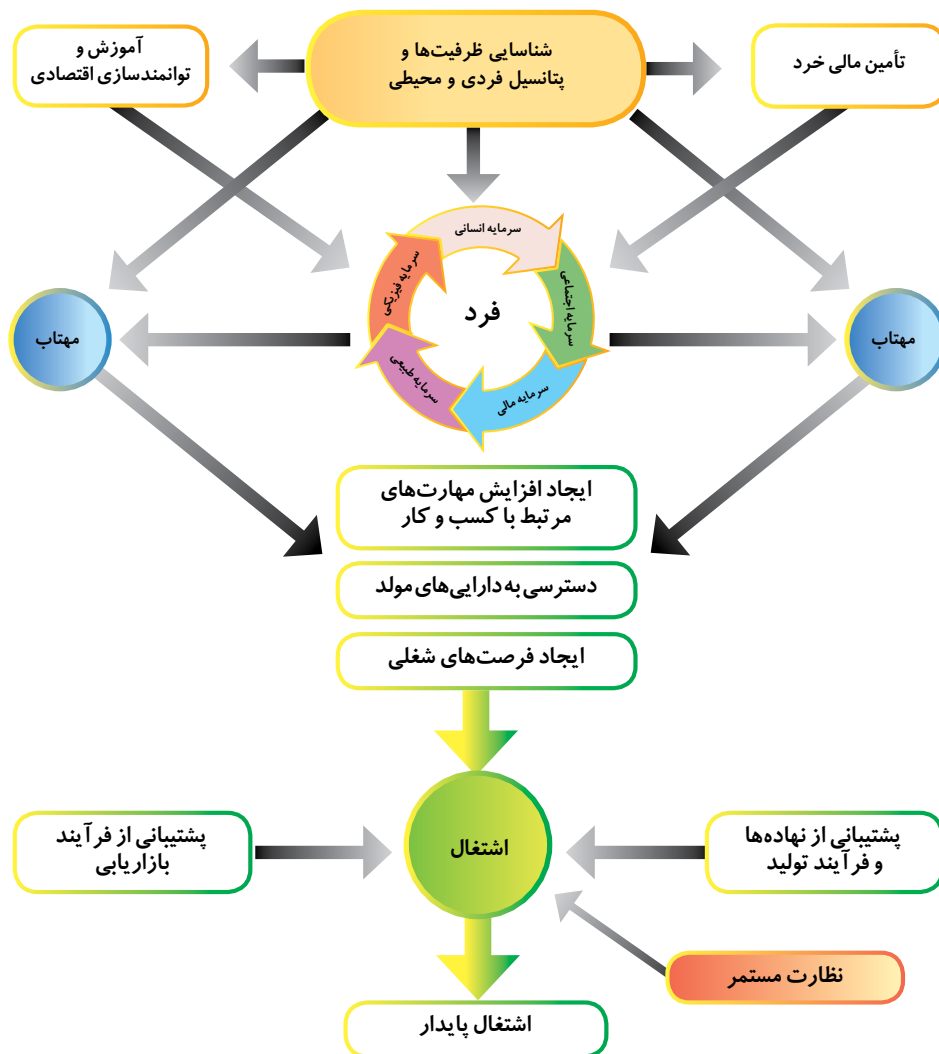 شناسایی ظرفیت‌ها و
پتانسیل فردی و محیطی
تأمین مالی خرد
آموزش و
توانمندسازی اقتصادی
سرمایه انسانی
سرمایه اجتماعی
سرمایه مالی
سرمایه طبیعی
سرمایه فیزیکی
فرد
مهتاب
مهتاب
ایجاد افزایش مهارت‌های
مرتبط با کسب و کار
دسترسی به دارایی‌های مولد
ایجاد فرصت‌های شغلی
اشتغال
پشتیبانی از نهاده‌ها
و فرآیند تولید
پشتیبانی از فرآیند
بازاریابی
نظارت مستمر
اشتغال پایدار